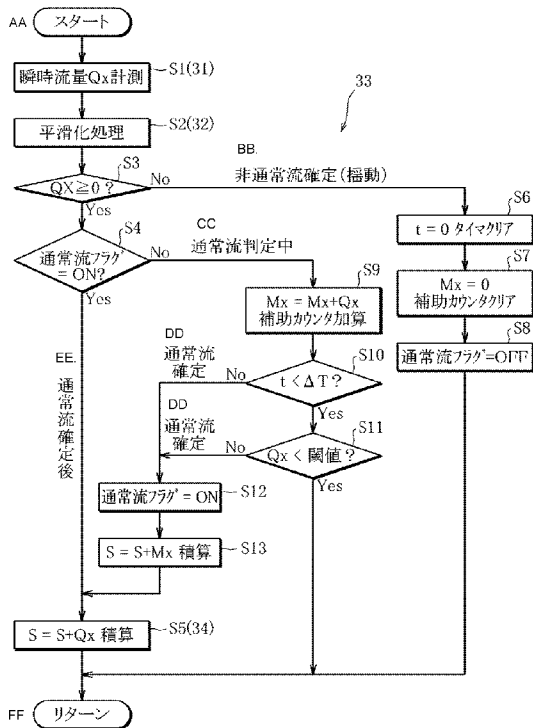 AA スタート
瞬時流量Qx計測 S1(31)
平滑化処理 S2(32)
33
S3
QX≧0？
No
Yes
BB.
非通常流確定(揺動)
S4
通常流フラグ
= ON?
No
Yes
CC
通常流判定中
S6
t = 0 タイマクリア
S7
Mx = 0
補助カウンタクリア
S8
通常流フラグ=OFF
S9
Mx = Mx+Qx
補助カウンタ加算
S10
t < ΔT？
No
Yes
DD
通常流
確定
S11
Qx < 閾値？
No
Yes
DD
通常流
確定
EE.
通常流確定後
通常流フラグ = ON S12
S = S+Mx 積算 S13
S = S+Qx 積算 S5(34)
FF リターン